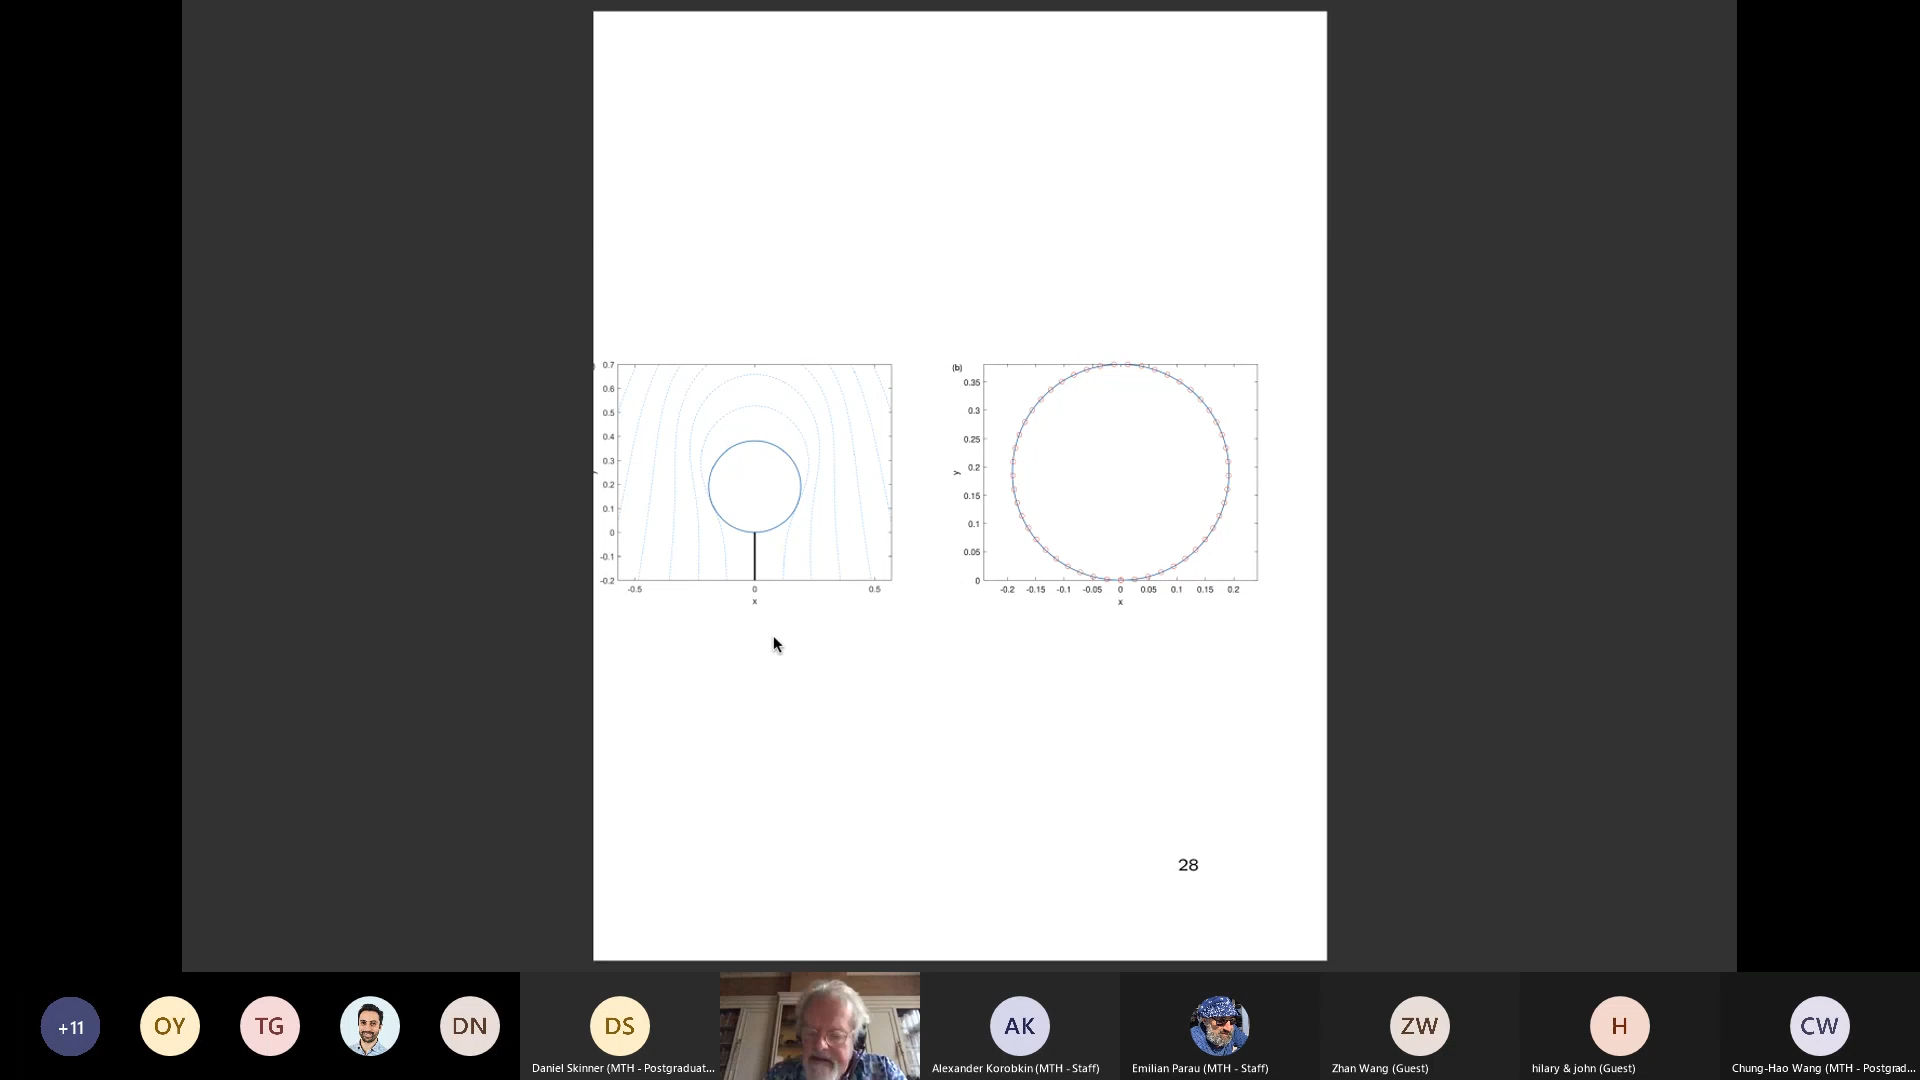 0.7
0.6
0.5
0.4
0.3
0.2
0.1
0
-0.1
-0.2
-0.5
0
0.5
x
(b)
0.35
0.3
0.25
0.2
0.15
0.1
0.05
0
y
-0.2
-0.15
-0.1
-0.05
0
0.05
0.1
0.15
0.2
x
28
+11
OY
TG
DN
DS
AK
ZW
H
CW
Daniel Skinner (MTH - Postgraduat...
Alexander Korobkin (MTH - Staff)
Emilian Parau (MTH - Staff)
Zhan Wang (Guest)
hilary & john (Guest)
Chung-Hao Wang (MTH - Postgrad...